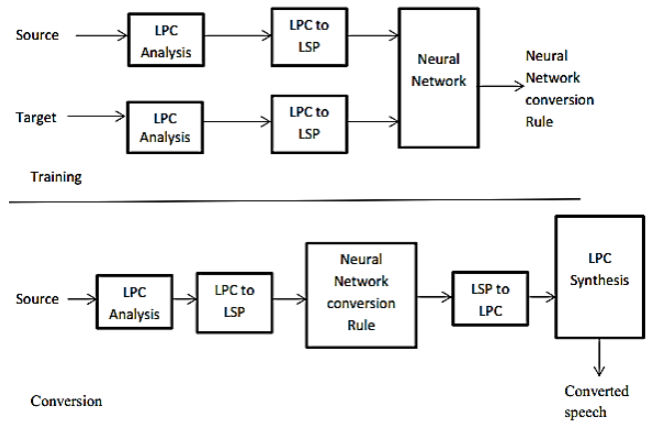 Source
LPC
Analysis
LPC to
LSP
Neural
Network
Neural
Network
conversion
Rule
Target
LPC
Analysis
LPC to
LSP
Training
Source
LPC
Analysis
LPC to
LSP
Neural
Network
conversion
Rule
LSP to
LPC
LPC
Synthesis
Converted
speech
Conversion